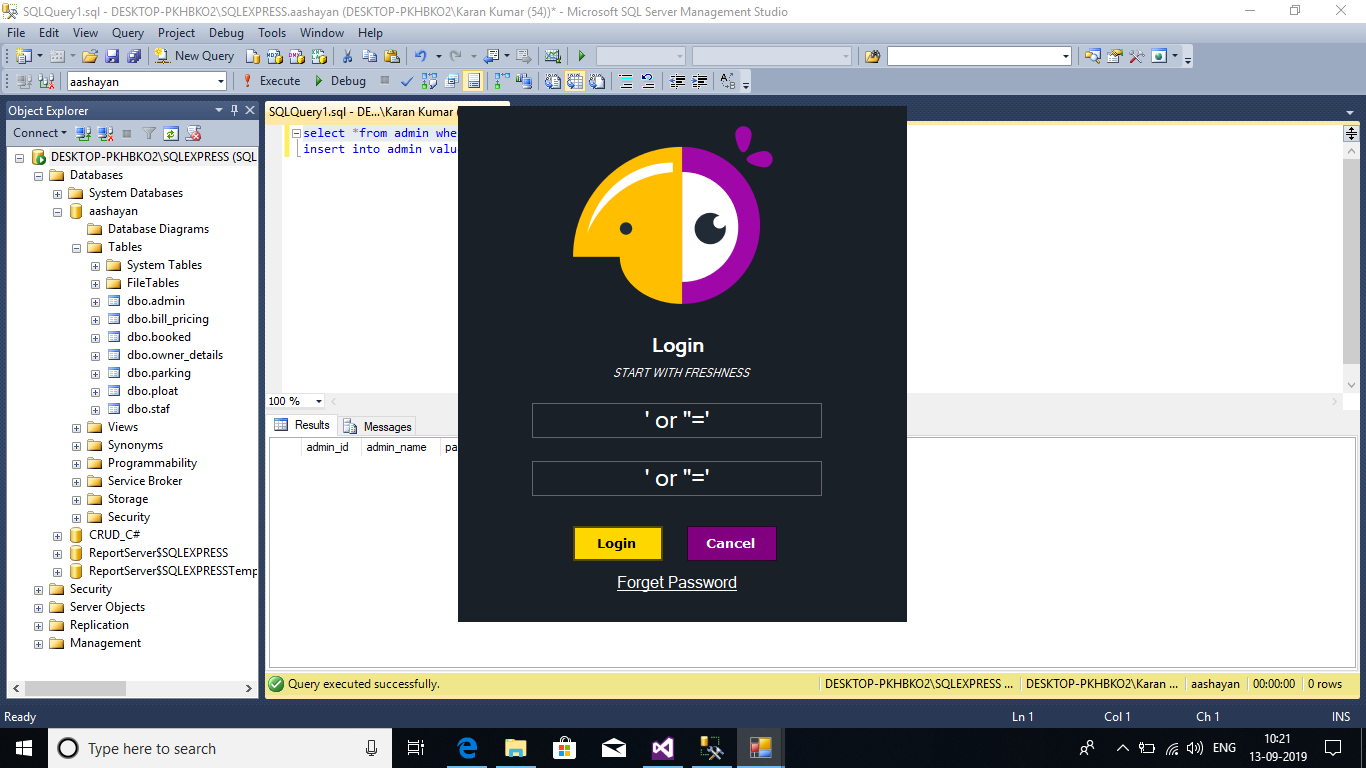 SQLQuery1.sql - DESKTOP-PKHBKO2\SQLEXPRESS.aashayan (DESKTOP-PKHBKO2\Karan Kumar (54))* - Microsoft SQL Server Management Studio
File Edit View Query Project Debug Tools Window Help
New Query
aashayan Execute Debug
Object Explorer
Connect
DESKTOP-PKHBKO2\SQLEXPRESS (SQL
Databases
System Databases
aashayan
Database Diagrams
Tables
System Tables
FileTables
dbo.admin
dbo.bill_pricing
dbo.booked
dbo.owner_details
dbo.parking
dbo.ploat
dbo.staf
Views
Synonyms
Programmability
Service Broker
Storage
Security
CRUD_C#
ReportServer$SQLEXPRESS
ReportServer$SQLEXPRESSTemp
Security
Server Objects
Replication
Management
SQLQuery1.sql - DE...\Karan Kumar (
select *from admin whe
insert into admin valu
100 %
Results Messages
admin_id admin_name pa
Login
START WITH FRESHNESS
' or ''='
' or ''='
Login Cancel
Forget Password
Query executed successfully. DESKTOP-PKHBKO2\SQLEXPRESS ... DESKTOP-PKHBKO2\Karan ... aashayan 00:00:00 0 rows
Ready Ln 1 Col 1 Ch 1 INS
Type here to search ENG 10:21
13-09-2019